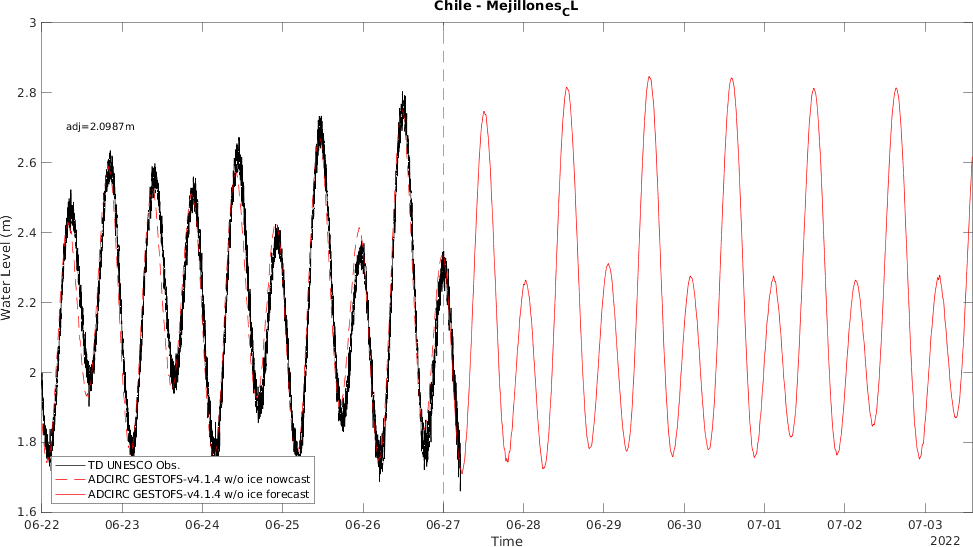 Chile - Mejillones_CL
adj=2.0987m
Water Level (m)
3
2.8
2.6
2.4
2.2
2
1.8
1.6
TD UNESCO Obs.
ADCIRC GESTOFS-v4.1.4 w/o ice nowcast
ADCIRC GESTOFS-v4.1.4 w/o ice forecast
06-22 06-23 06-24 06-25 06-26 06-27 06-28 06-29 06-30 07-01 07-02 07-03
Time
2022